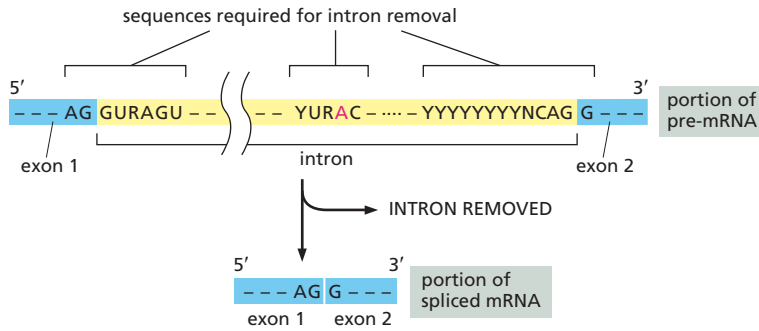 sequences required for intron removal
5′ 3′
– – – AG GURAGU – – – – YURAC – ···· – YYYYYYYYNCAG G – – –
portion of
pre-mRNA
exon 1 intron exon 2
INTRON REMOVED
5′ 3′
– – – AG G – – –
portion of
spliced mRNA
exon 1 exon 2